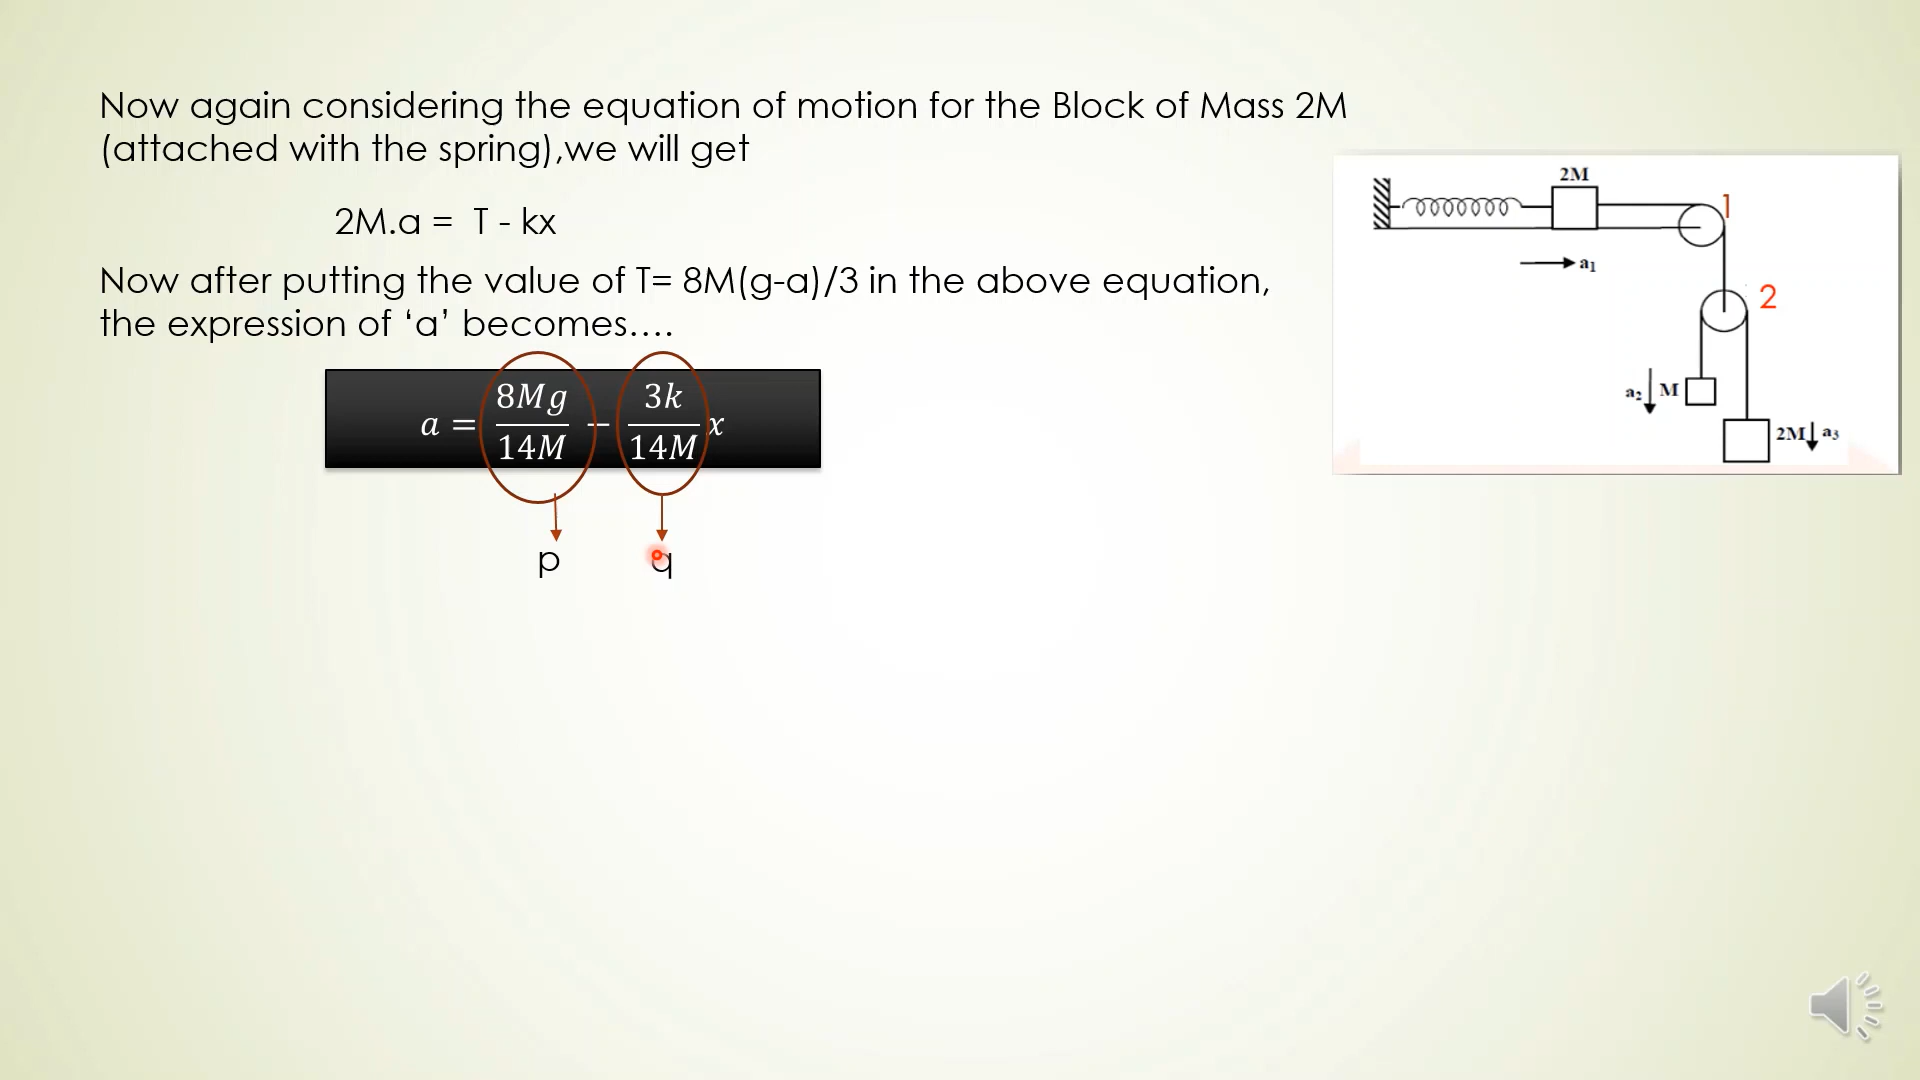 Now again considering the equation of motion for the Block of Mass 2M
(attached with the spring),we will get
2M.a = T - kx
Now after putting the value of T= 8M(g-a)/3 in the above equation,
the expression of ‘a’ becomes….
a = 8Mg/14M − 3k/14M x
p q
2M
1
a₁
2
a₂ M
2M a₃